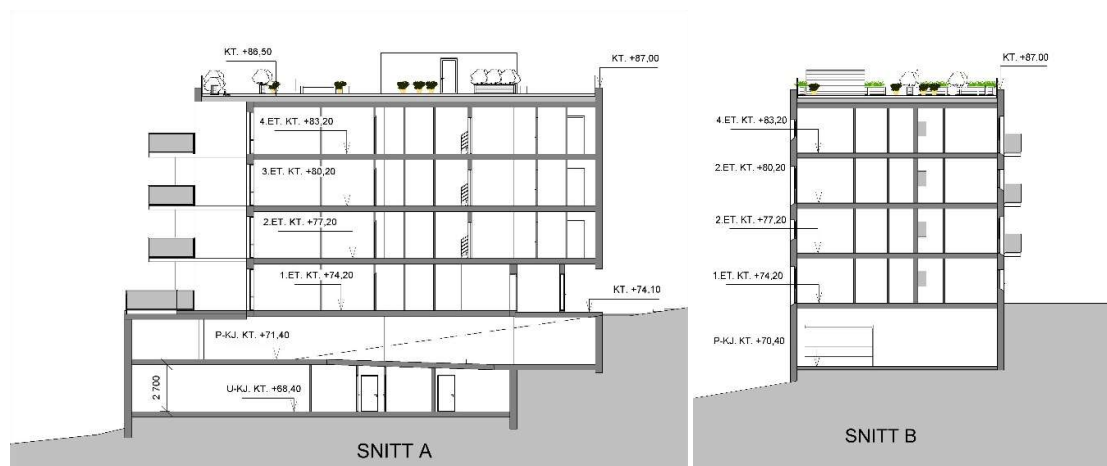 KT. +86,50
KT. +87,00
4.ET. KT. +83,20
3.ET. KT. +80,20
2.ET. KT. +77,20
1.ET. KT. +74,20
KT. +74.10
P-KJ. KT. +71,40
2 700
U-KJ. KT. +68,40
SNITT A
KT. +87.00
4.ET. KT. +83,20
2.ET. KT. +80,20
2.ET. KT. +77,20
1.ET. KT. +74,20
P-KJ. KT. +70,40
SNITT B